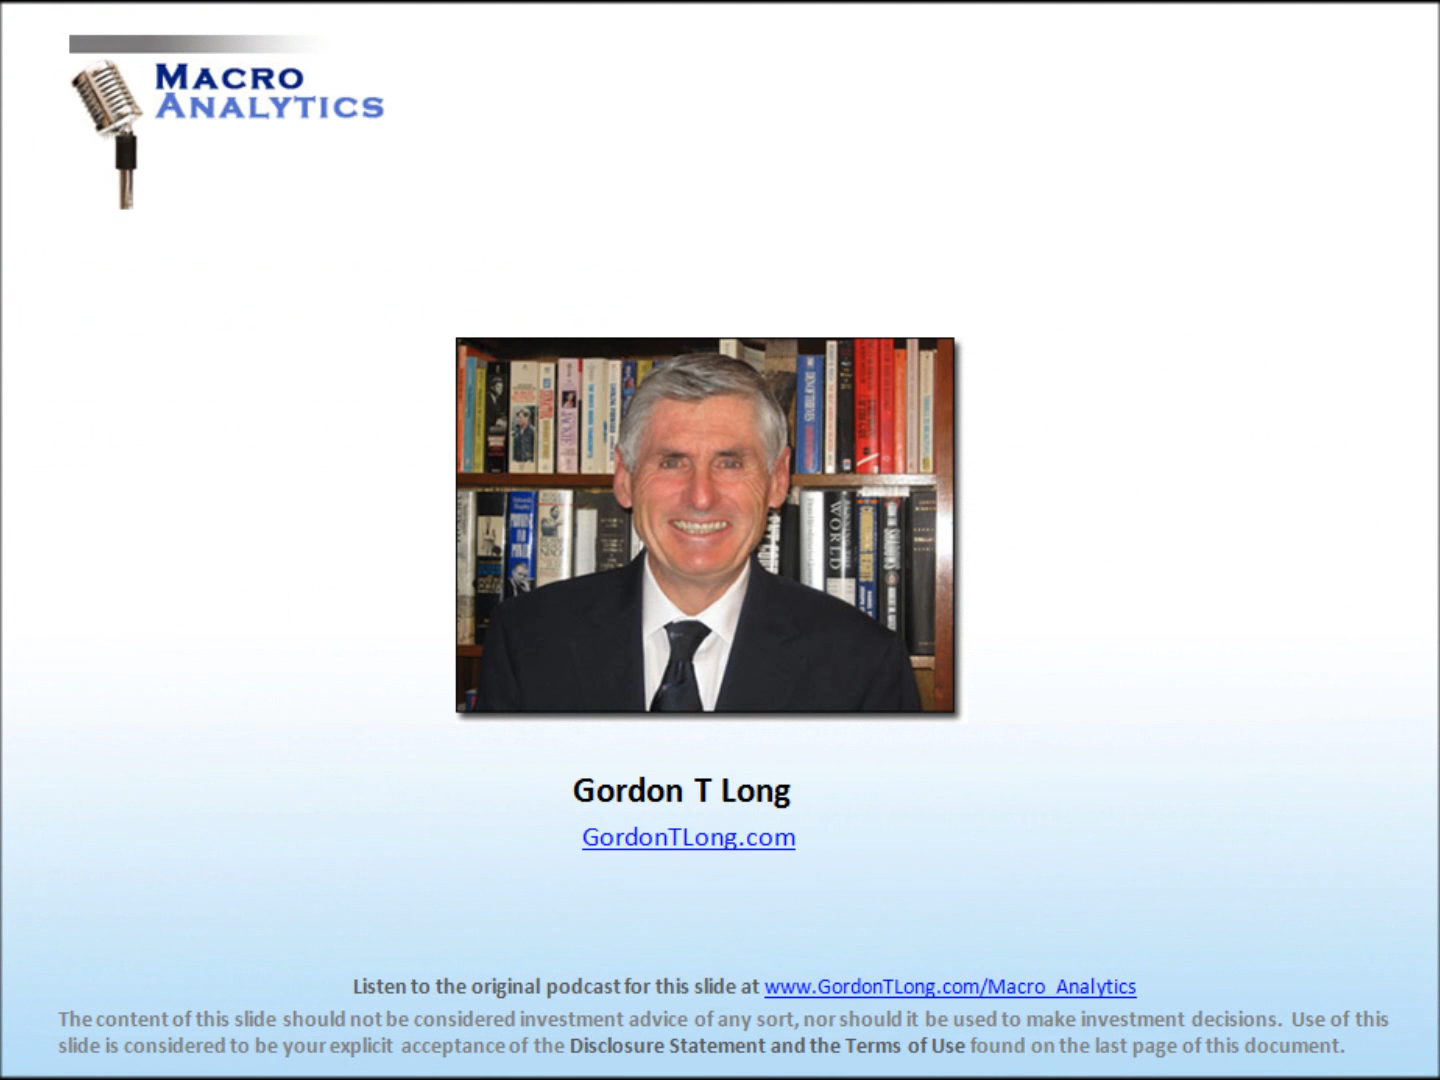 MACRO
ANALYTICS
JACKIE
WORLD
Gordon T Long
GordonTLong.com
Listen to the original podcast for this slide at www.GordonTLong.com/Macro_Analytics
The content of this slide should not be considered investment advice of any sort, nor should it be used to make investment decisions. Use of this
slide is considered to be your explicit acceptance of the Disclosure Statement and the Terms of Use found on the last page of this document.